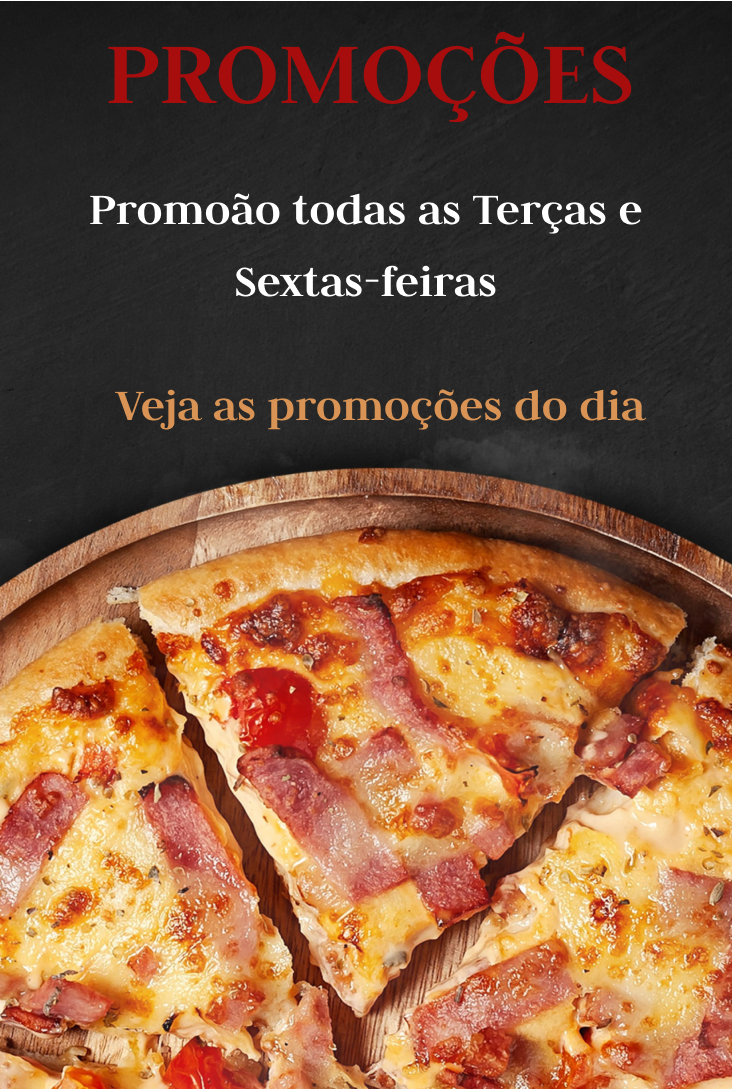 PROMOÇÕES
Promoão todas as Terças e
Sextas-feiras
Veja as promoções do dia